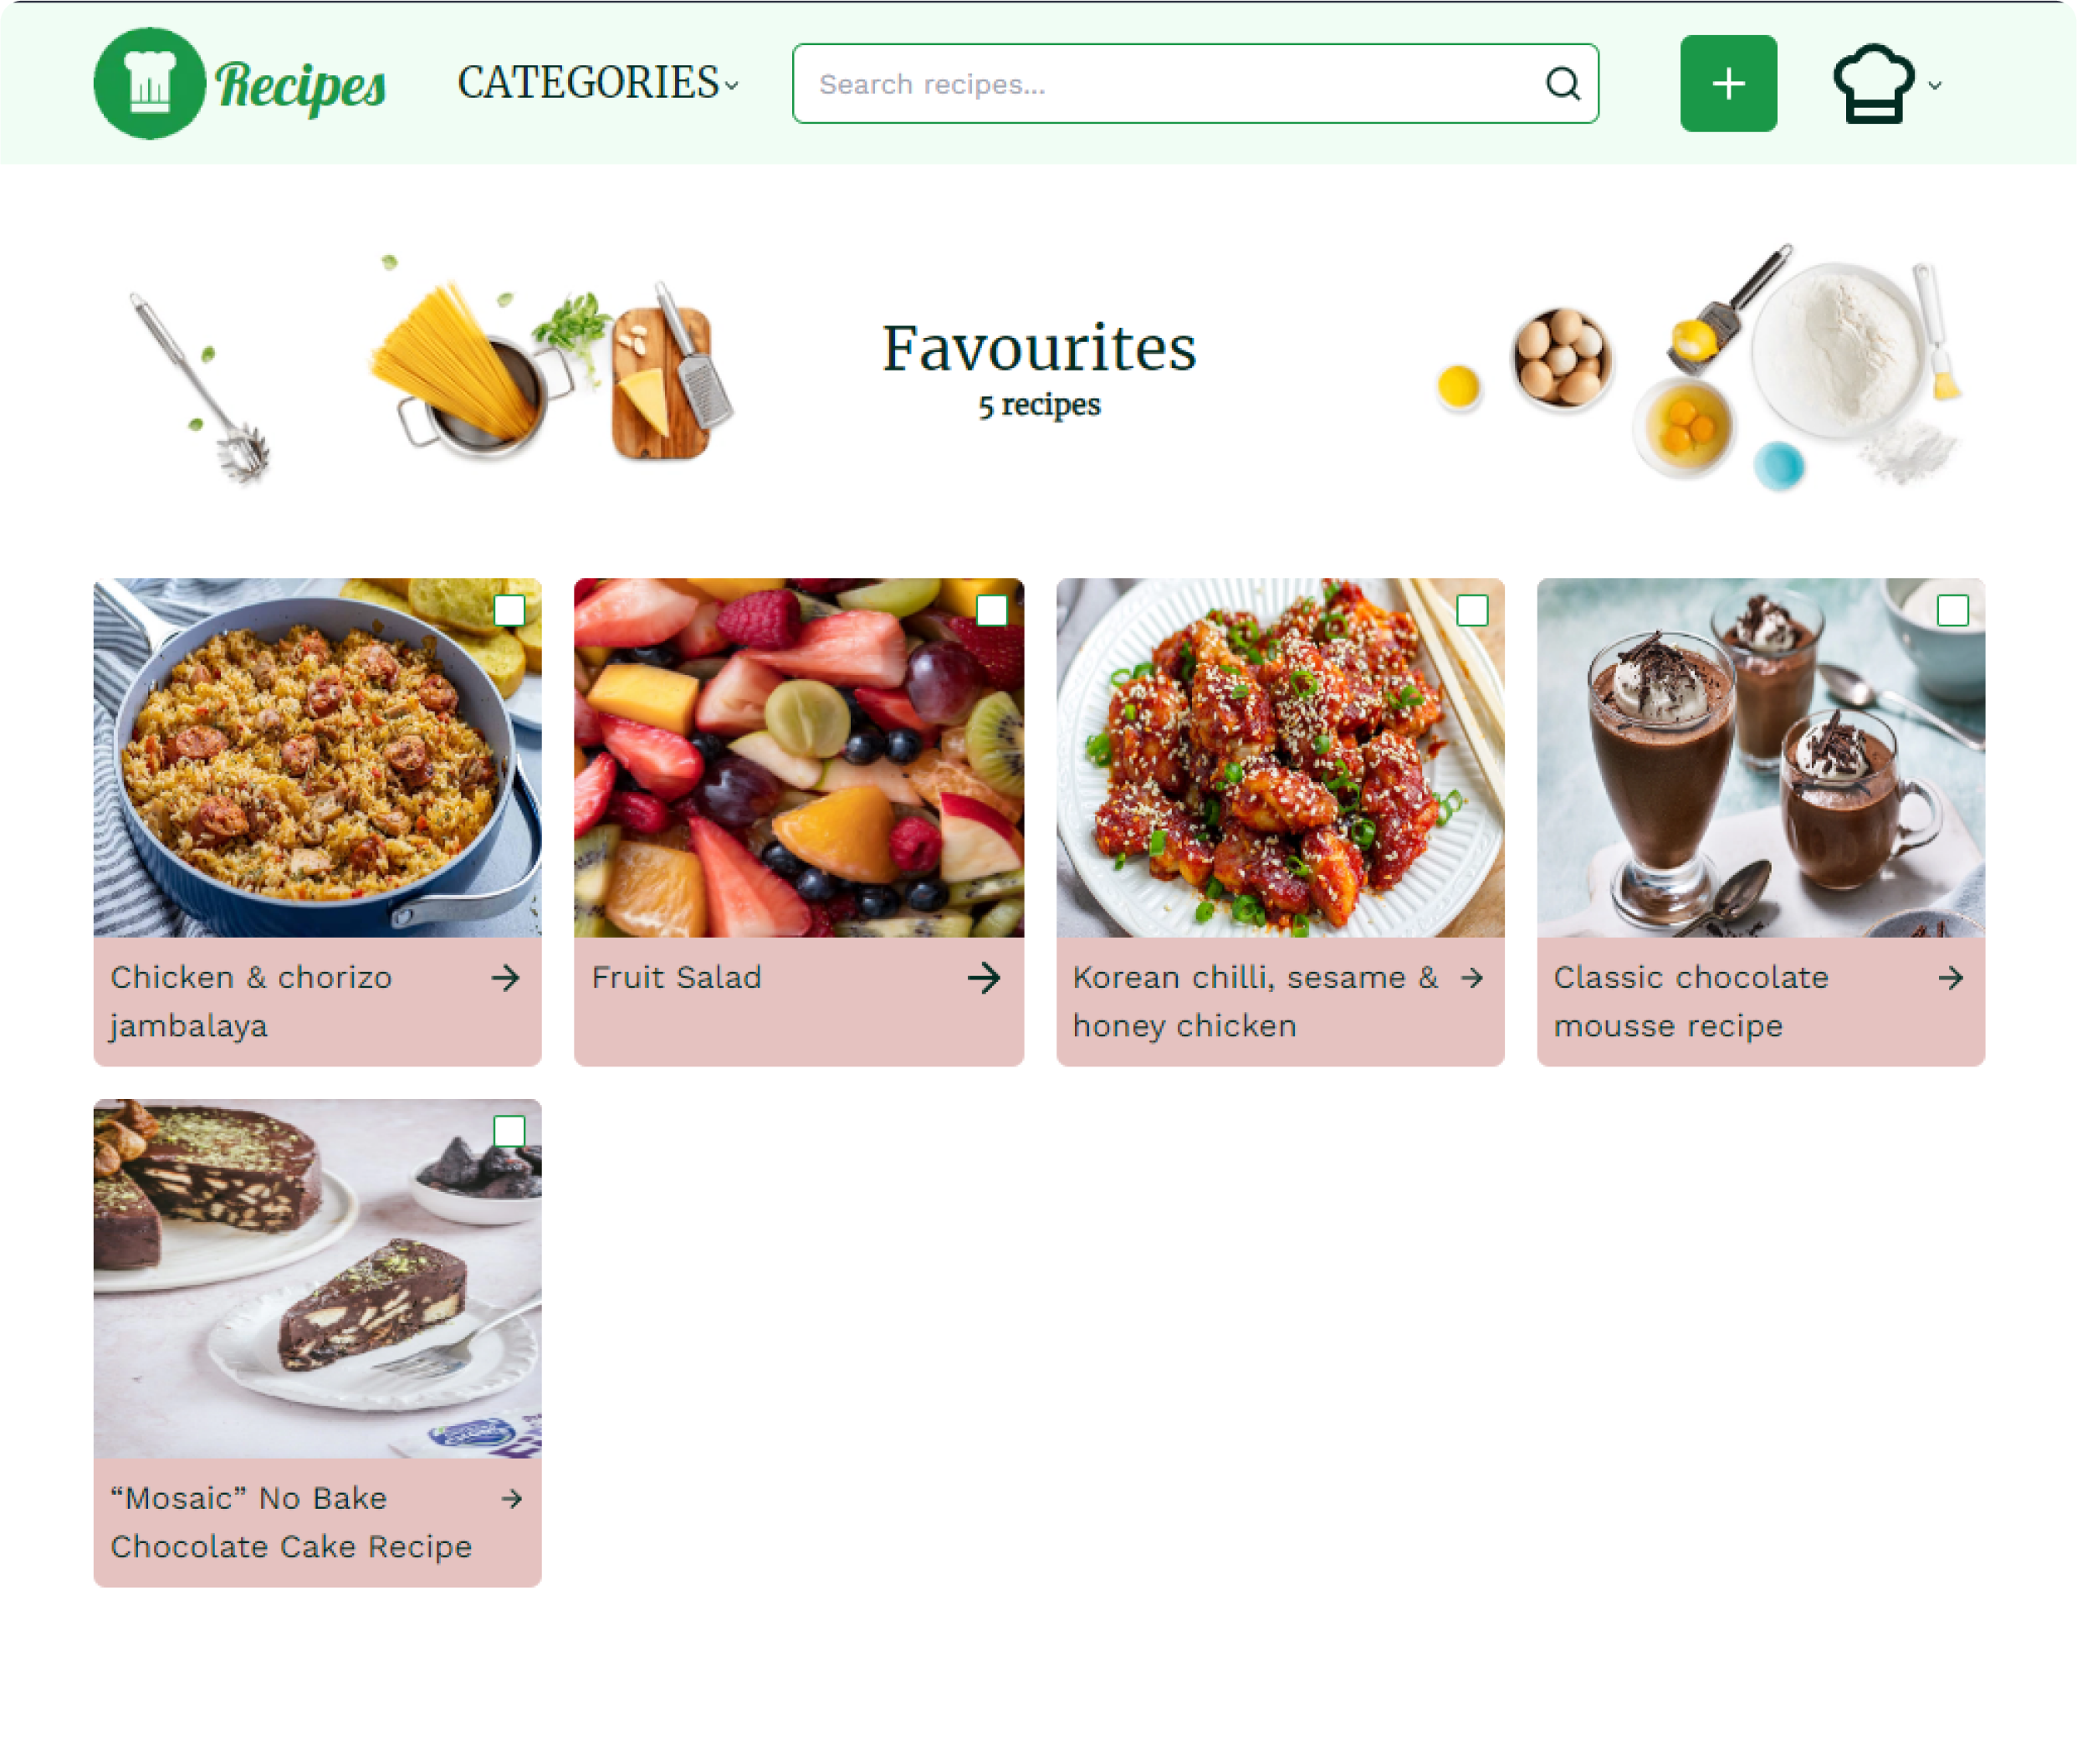 Recipes
CATEGORIES
Search recipes...
Favourites
5 recipes
Chicken & chorizo
jambalaya
Fruit Salad
Korean chilli, sesame &
honey chicken
Classic chocolate
mousse recipe
“Mosaic” No Bake
Chocolate Cake Recipe